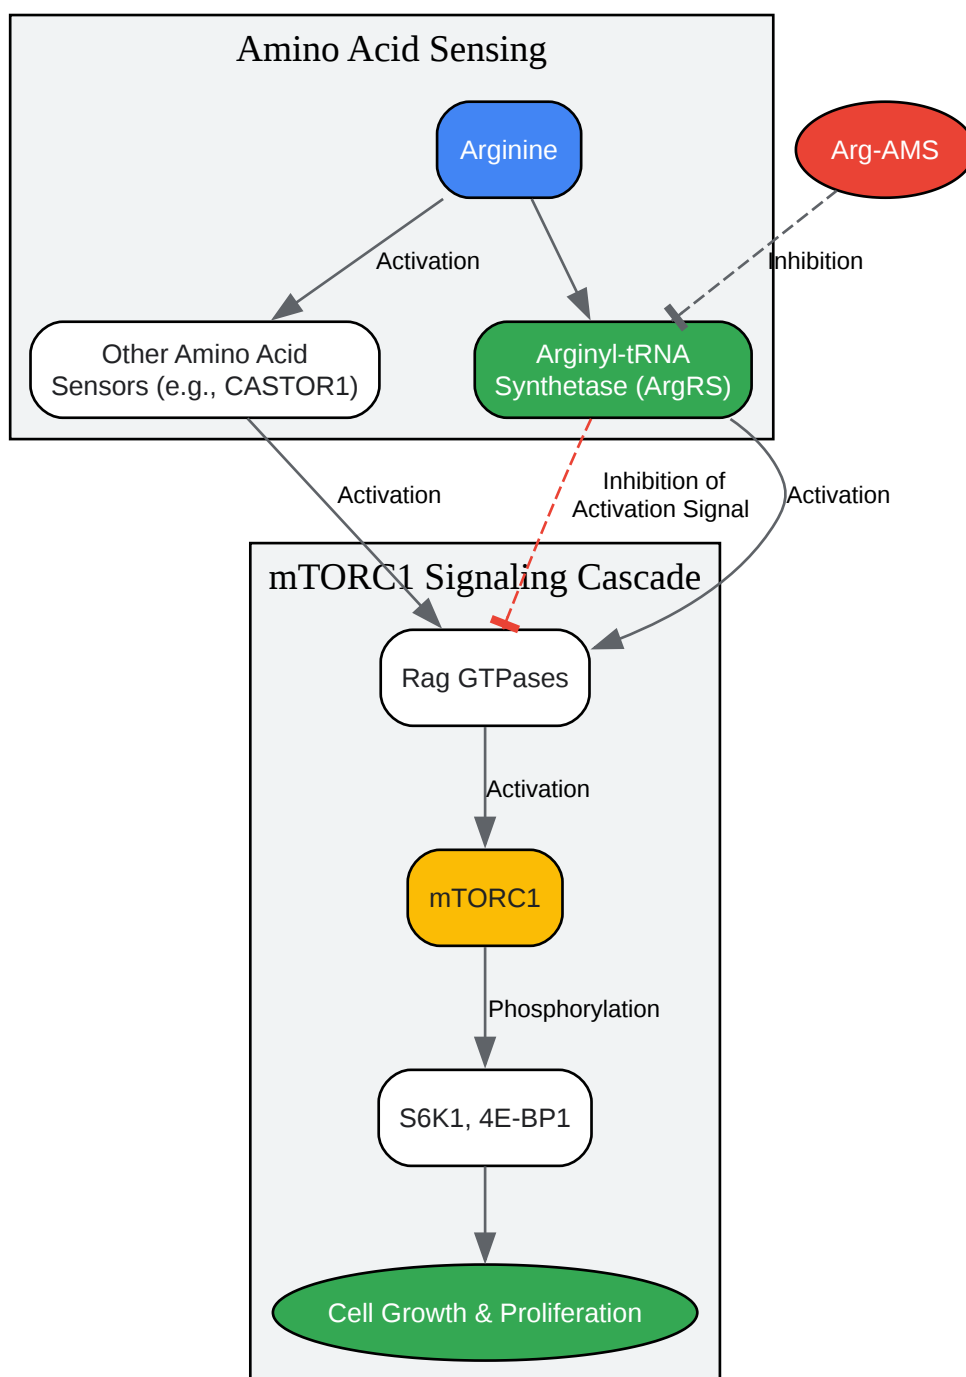 Amino Acid Sensing
Arginine
Arg-AMS
Activation
Inhibition
Other Amino Acid
Sensors (e.g., CASTOR1)
Arginyl-tRNA
Synthetase (ArgRS)
Activation
Inhibition of
Activation Signal
Activation
mTORC1 Signaling Cascade
Rag GTPases
Activation
mTORC1
Phosphorylation
S6K1, 4E-BP1
Cell Growth & Proliferation